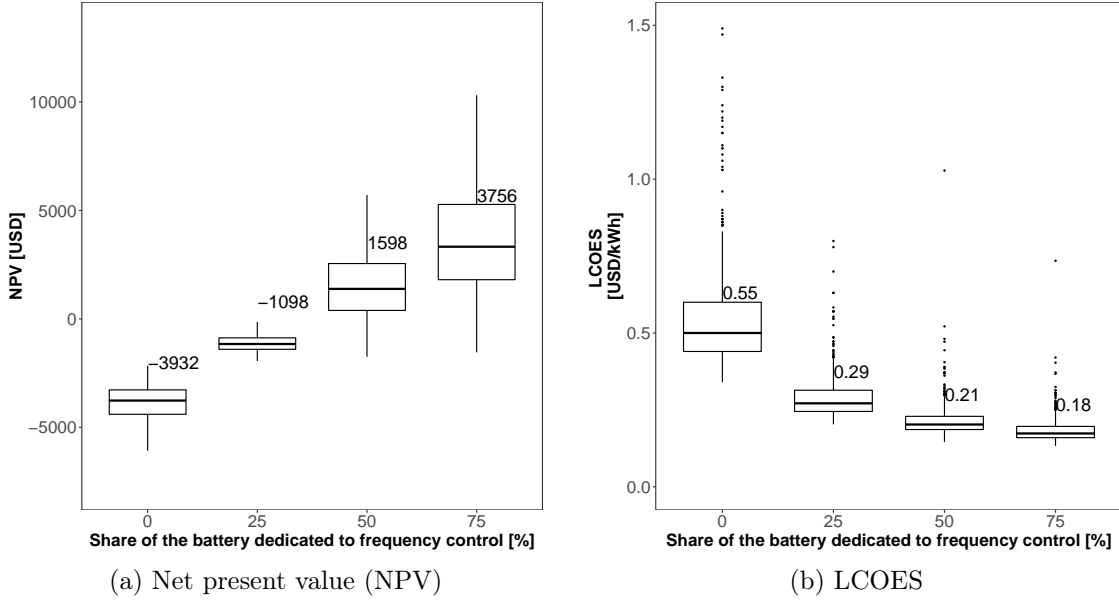 NPV [USD]
10000
5000
0
−5000
−3932
−1098
1598
3756
0 25 50 75
Share of the battery dedicated to frequency control [%]
(a) Net present value (NPV)
LCOES
[USD/kWh]
1.5
1.0
0.5
0.0
0.55
0.29
0.21
0.18
0 25 50 75
Share of the battery dedicated to frequency control [%]
(b) LCOES